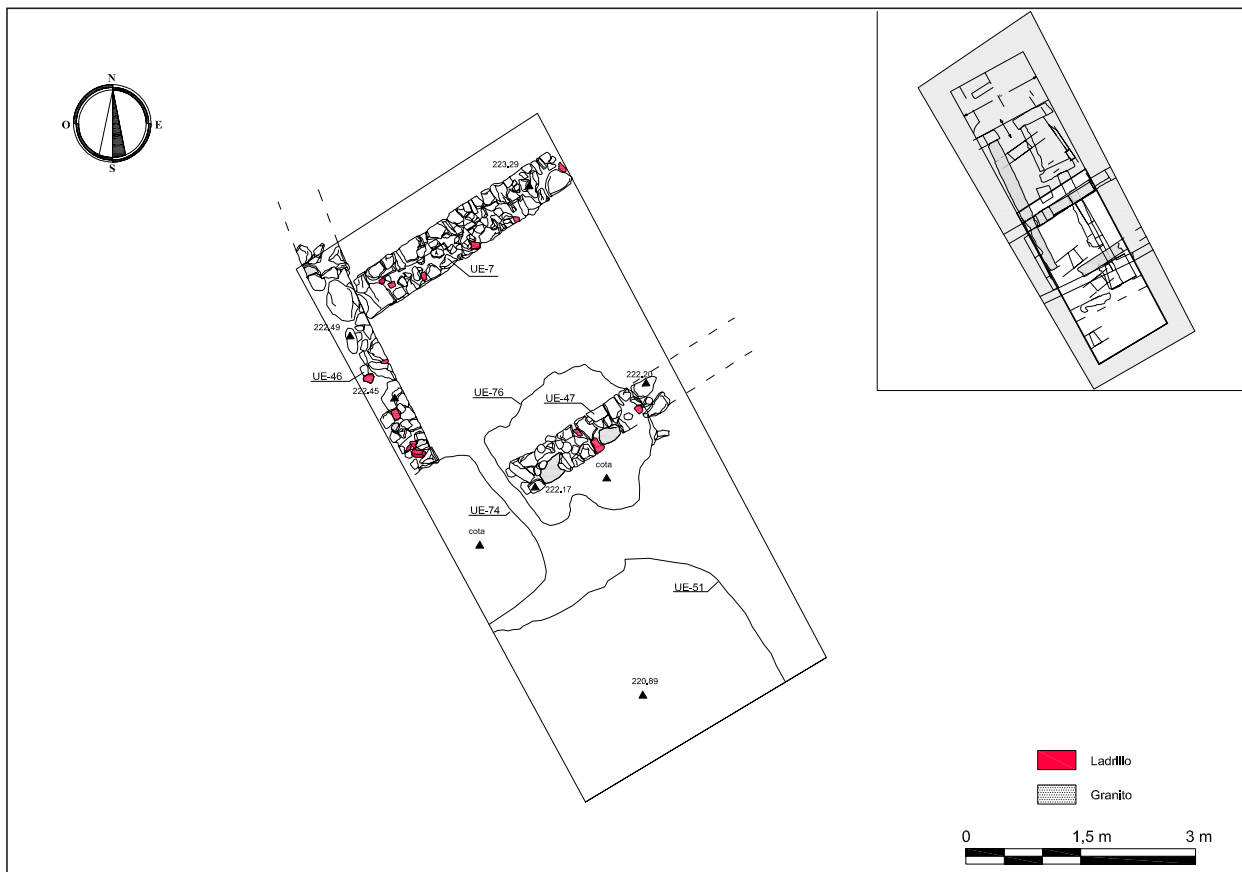 N
O E
S
223.29
UE-7
222.49
UE-46
222.45
222.20
UE-76
UE-47
cota
222.17
UE-74
cota
UE-51
220.89
Ladrillo
Granito
0 1,5 m 3 m